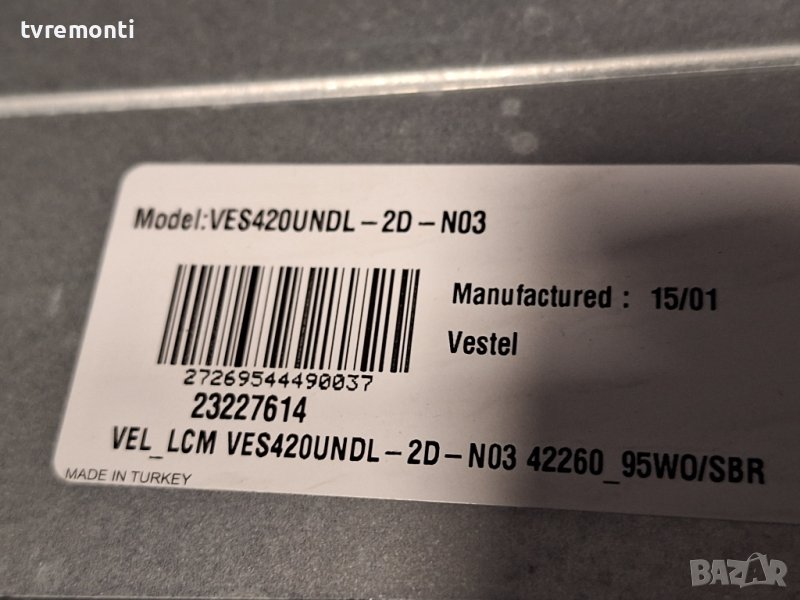 tvremonti
Model:VES420UNDL-2D-N03
Manufactured : 15/01
Vestel
27269544490037
23227614
VEL_LCM VES420UNDL-2D-N03 42260_95WO/SBR
MADE IN TURKEY
BAZAR